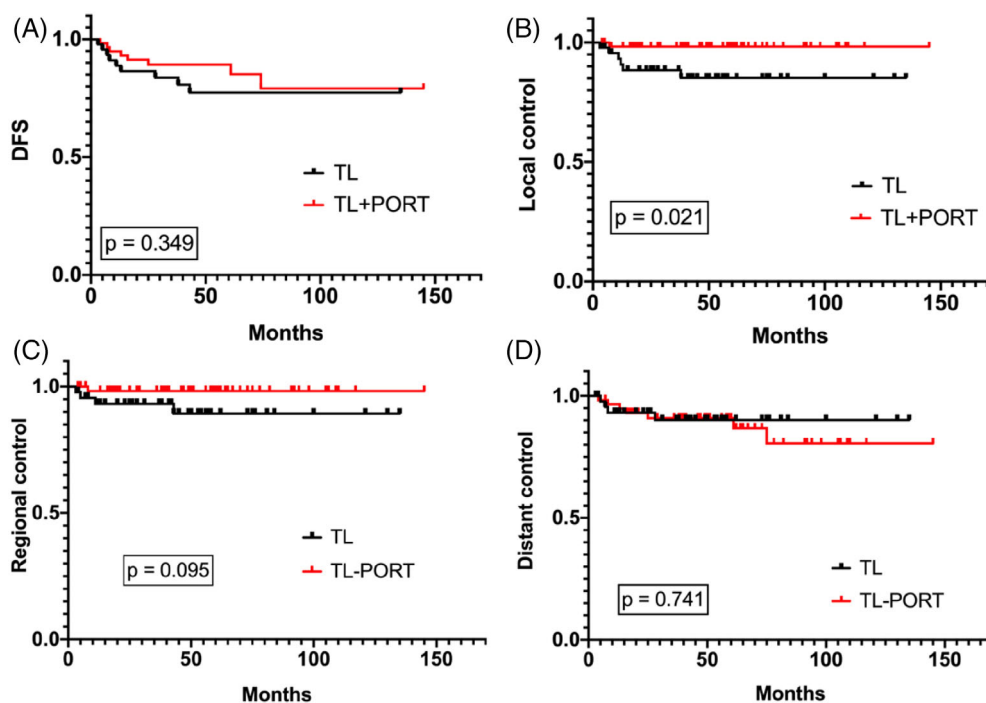 (A)
1.0
0.5
0.0
DFS
TL
TL+PORT
p = 0.349
0 50 100 150
Months
(B)
1.0
0.5
0.0
Local control
TL
TL+PORT
p = 0.021
0 50 100 150
Months
(C)
1.0
0.5
0.0
Regional control
TL
TL-PORT
p = 0.095
0 50 100 150
Months
(D)
1.0
0.5
0.0
Distant control
TL
TL-PORT
p = 0.741
0 50 100 150
Months